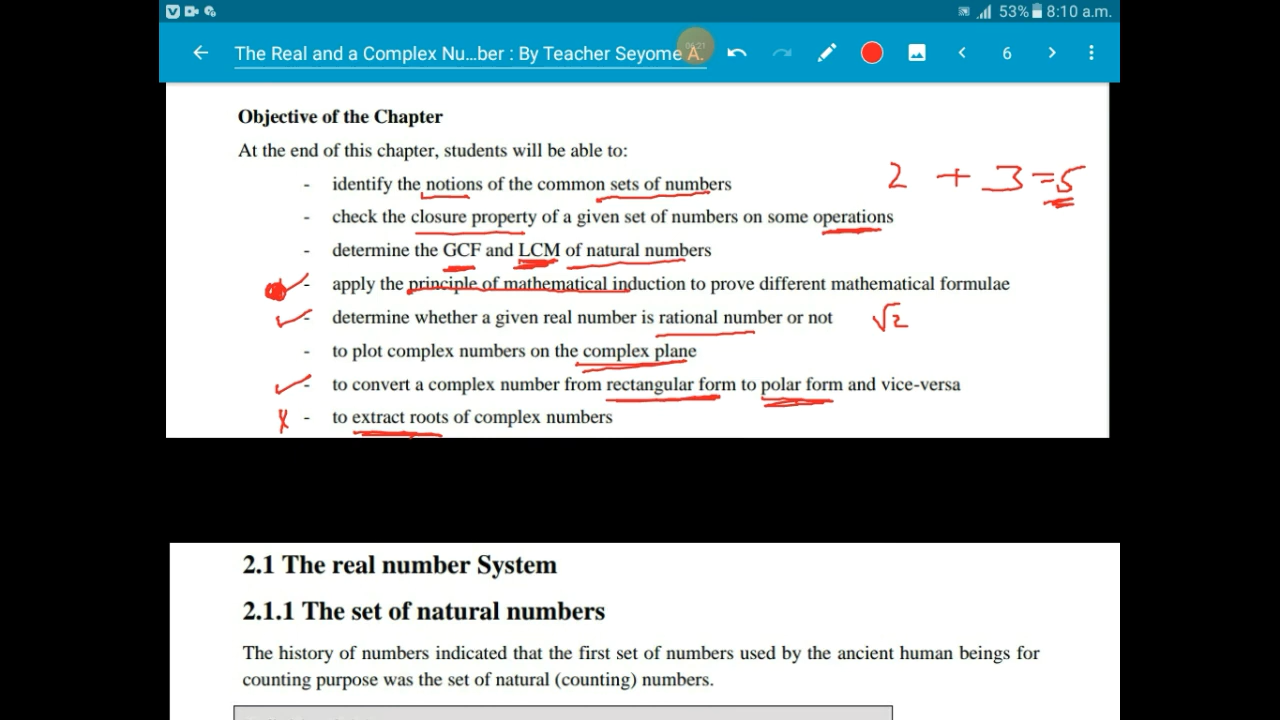 53% 8:10 a.m.
The Real and a Complex Nu...ber : By Teacher Seyome A.
6
Objective of the Chapter
At the end of this chapter, students will be able to:
- identify the notions of the common sets of numbers
2 + 3 = 5
- check the closure property of a given set of numbers on some operations
- determine the GCF and LCM of natural numbers
- apply the principle of mathematical induction to prove different mathematical formulae
- determine whether a given real number is rational number or not
√2
- to plot complex numbers on the complex plane
- to convert a complex number from rectangular form to polar form and vice-versa
x - to extract roots of complex numbers
2.1 The real number System
2.1.1 The set of natural numbers
The history of numbers indicated that the first set of numbers used by the ancient human beings for
counting purpose was the set of natural (counting) numbers.